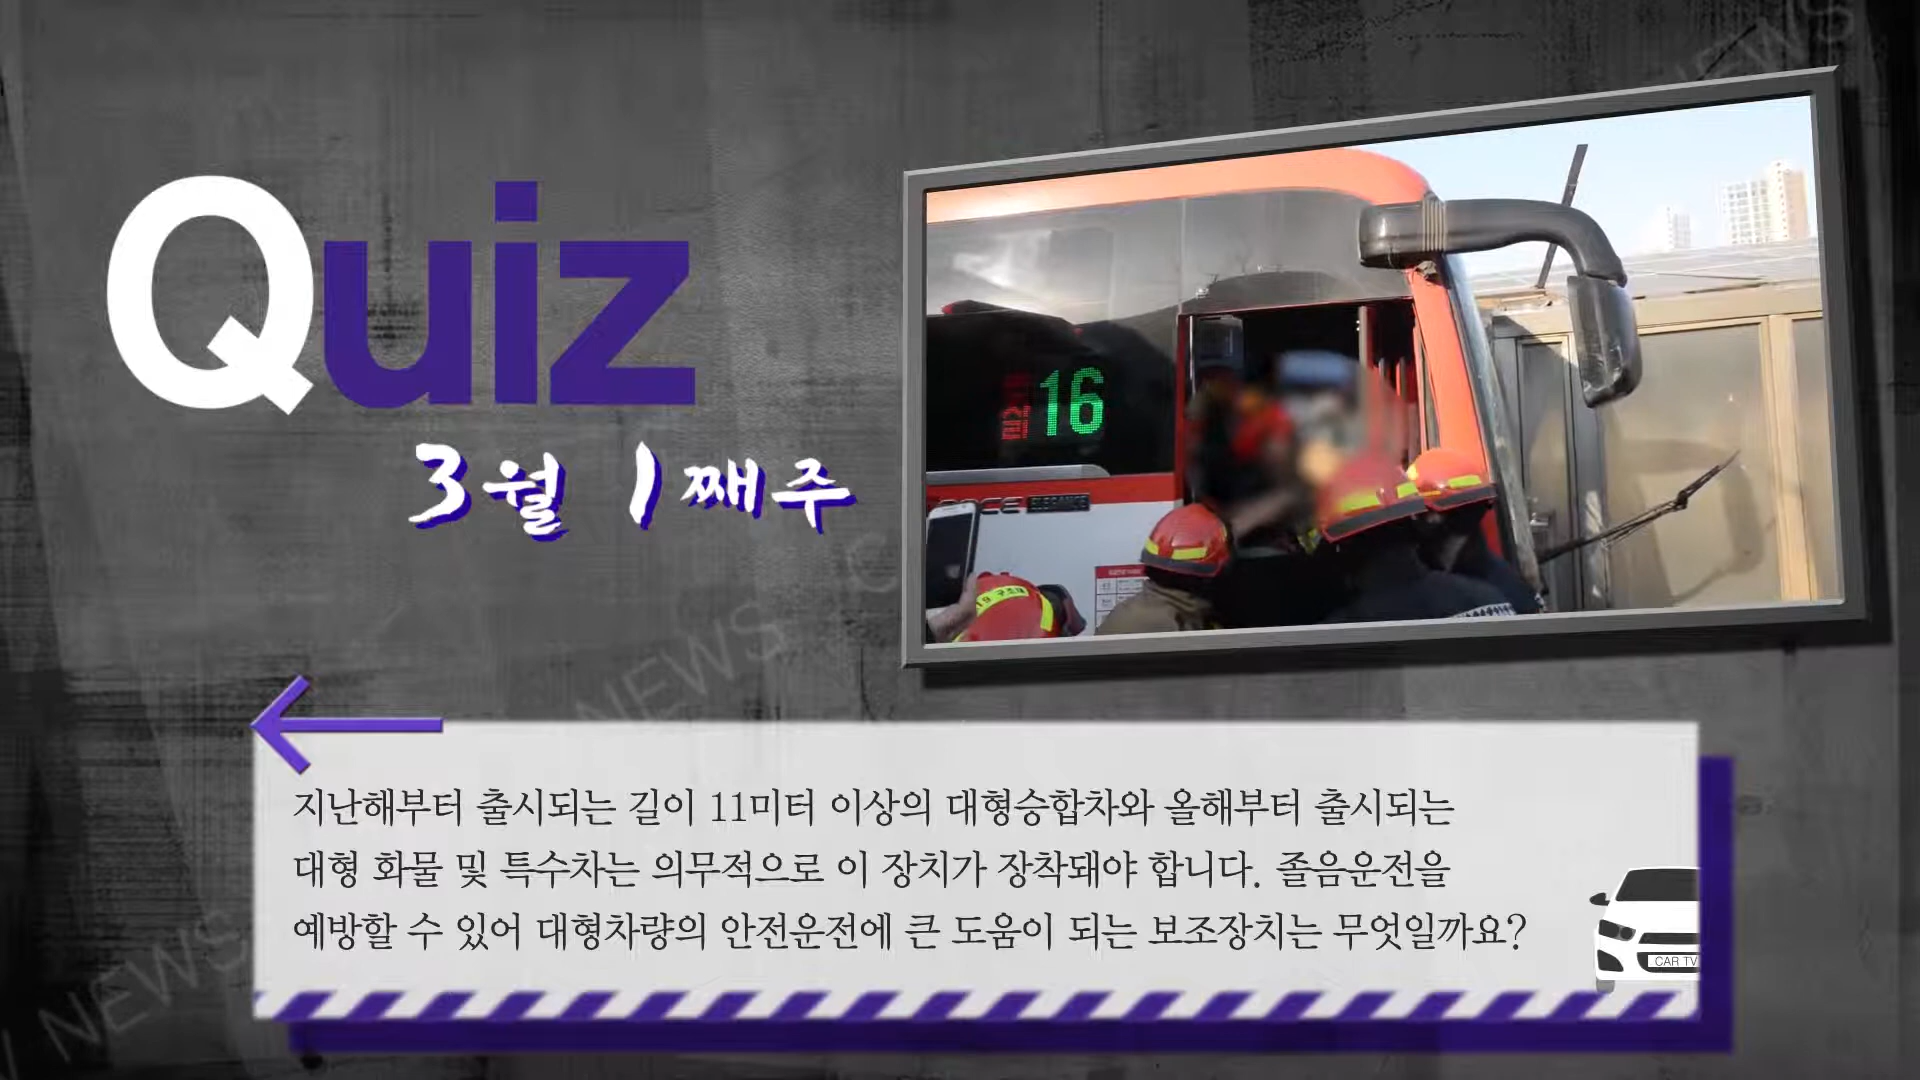 NEWS
Quiz
3월 1째주
16
ELEGANCE
NEWS
지난해부터 출시되는 길이 11미터 이상의 대형승합차와 올해부터 출시되는
대형 화물 및 특수차는 의무적으로 이 장치가 장착돼야 합니다. 졸음운전을
예방할 수 있어 대형차량의 안전운전에 큰 도움이 되는 보조장치는 무엇일까요?
CAR TV
NEWS